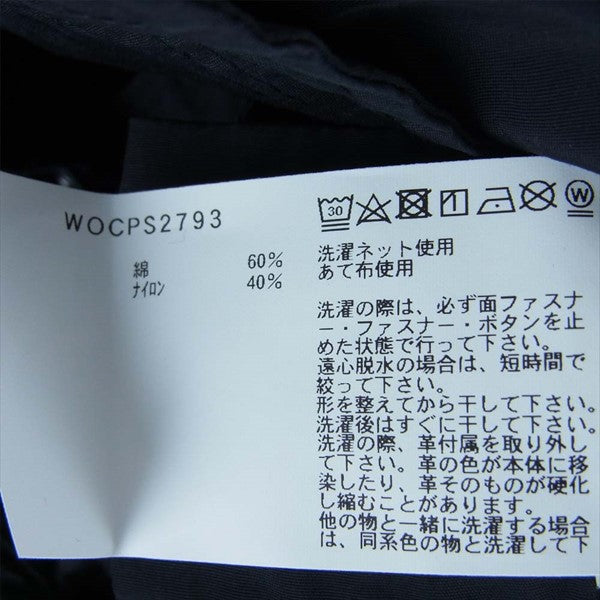 WOCPS2793
綿 60%
ナイロン 40%
30
W
洗濯ネット使用
あて布使用
洗濯の際は、必ず面ファスナ
ー・ファスナー・ボタンを止
めた状態で行って下さい。
遠心脱水の場合は、短時間で
絞って下さい。
形を整えてから干して下さい。
洗濯後はすぐに干して下さい。
洗濯の際、革付属を取り外し
て下さい。革の色が本体に移
染したり、革そのものが硬化
し縮むことがあります。
他の物と一緒に洗濯する場合
は、同系色の物と洗濯して下